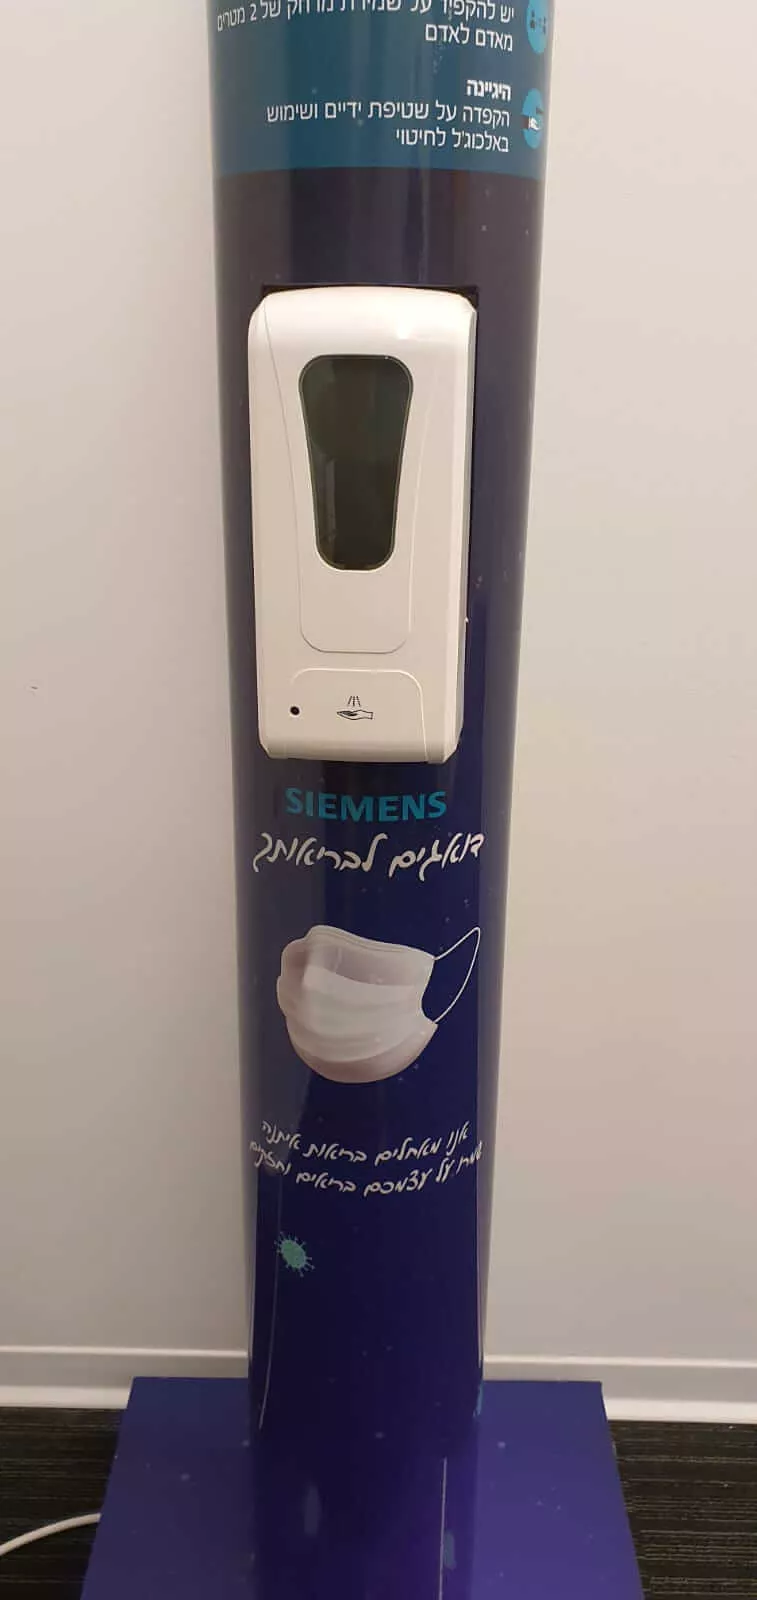 יש להקפיד על שמירת מרחק של 2 מטרים
מאדם לאדם
היגיינה
הקפדה על שטיפת ידיים ושימוש
באלכוג'ל לחיטוי
SIEMENS
דואגים לבריאותך
אנו מאחלים בריאות איתנה
שמרו על עצמכם בריאים וחזקים